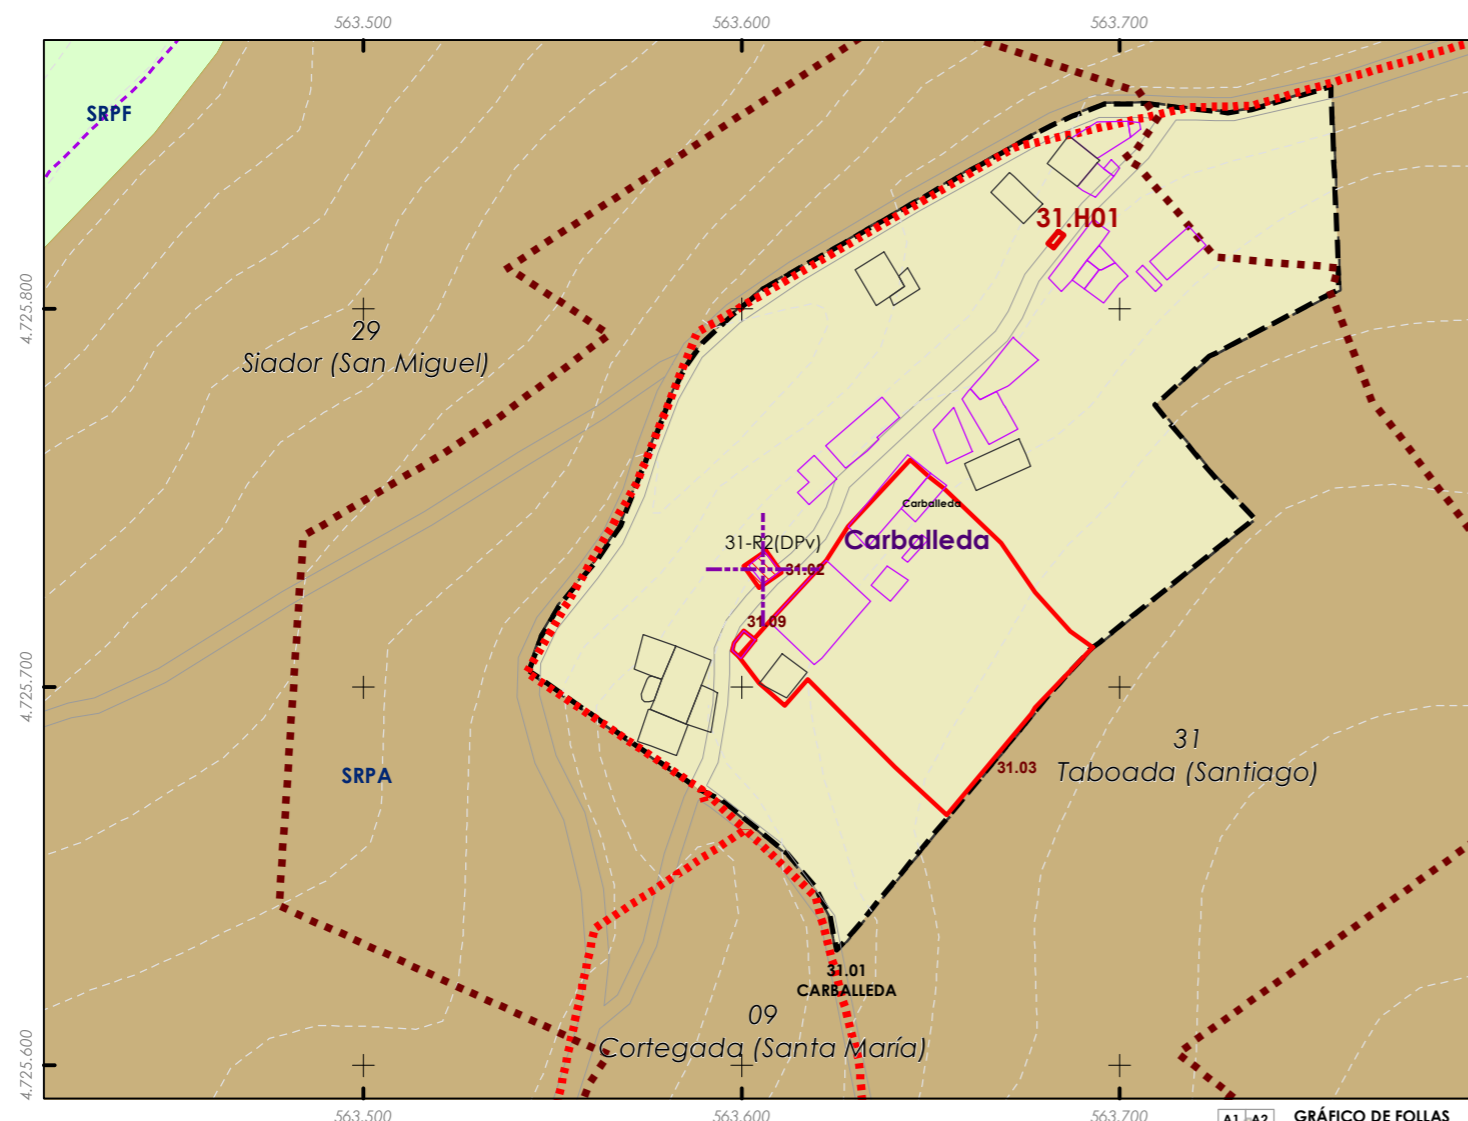 563.500
563.600
563.700
SRPF
31.H01
4.725.800
29
Siador (San Miguel)
Carballeda
Carballeda
31-R2(DPv)
31.02
31.09
4.725.700
31
Taboada (Santiago)
31.03
SRPA
31.01
CARBALLEDA
09
Cortegada (Santa María)
4.725.600
563.500
563.600
563.700
A1 A2
GRÁFICO DE FOLLAS